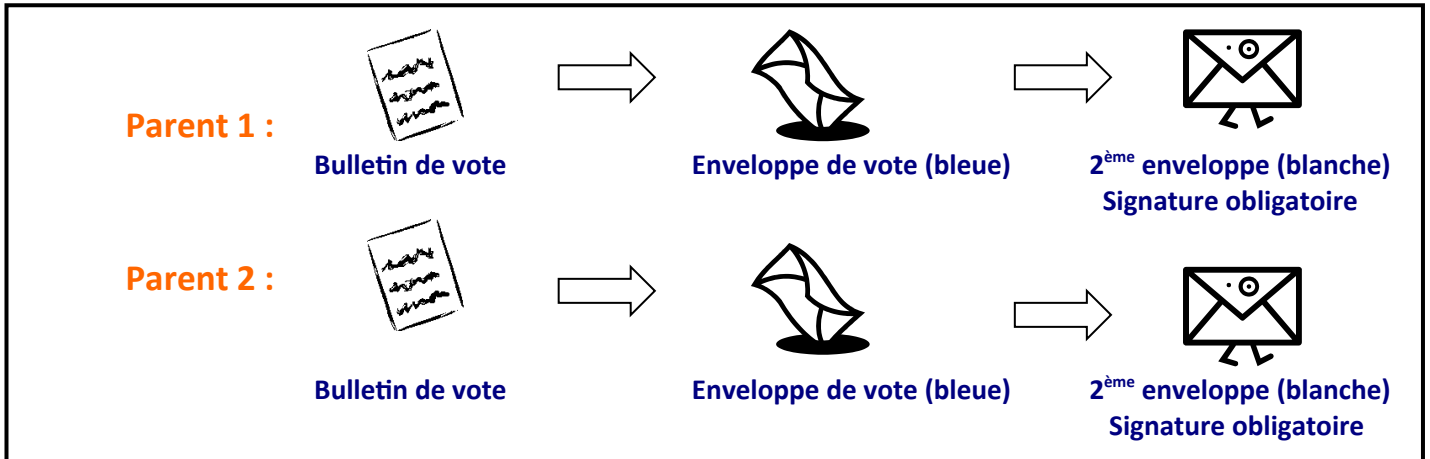 Parent 1 :
Bulletin de vote
Enveloppe de vote (bleue)
2ème enveloppe (blanche)
Signature obligatoire
Parent 2 :
Bulletin de vote
Enveloppe de vote (bleue)
2ème enveloppe (blanche)
Signature obligatoire